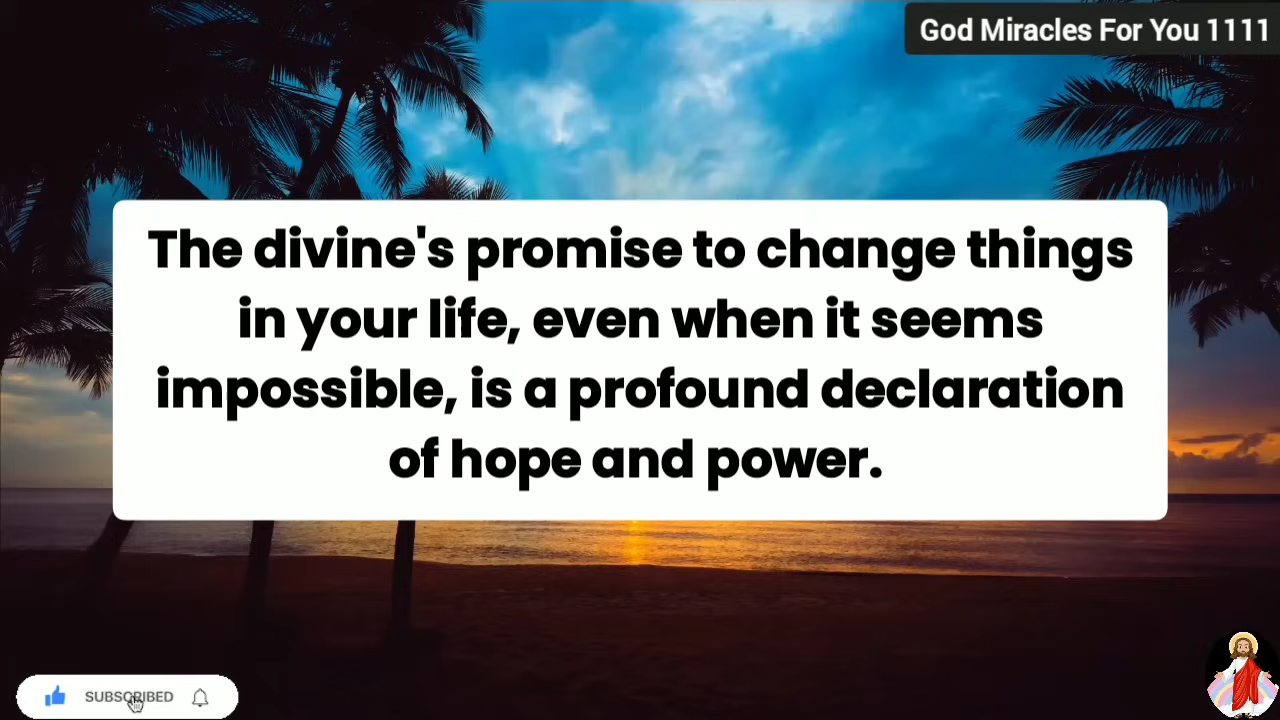 God Miracles For You 1111
The divine's promise to change things
in your life, even when it seems
impossible, is a profound declaration
of hope and power.
SUBSCRIBED